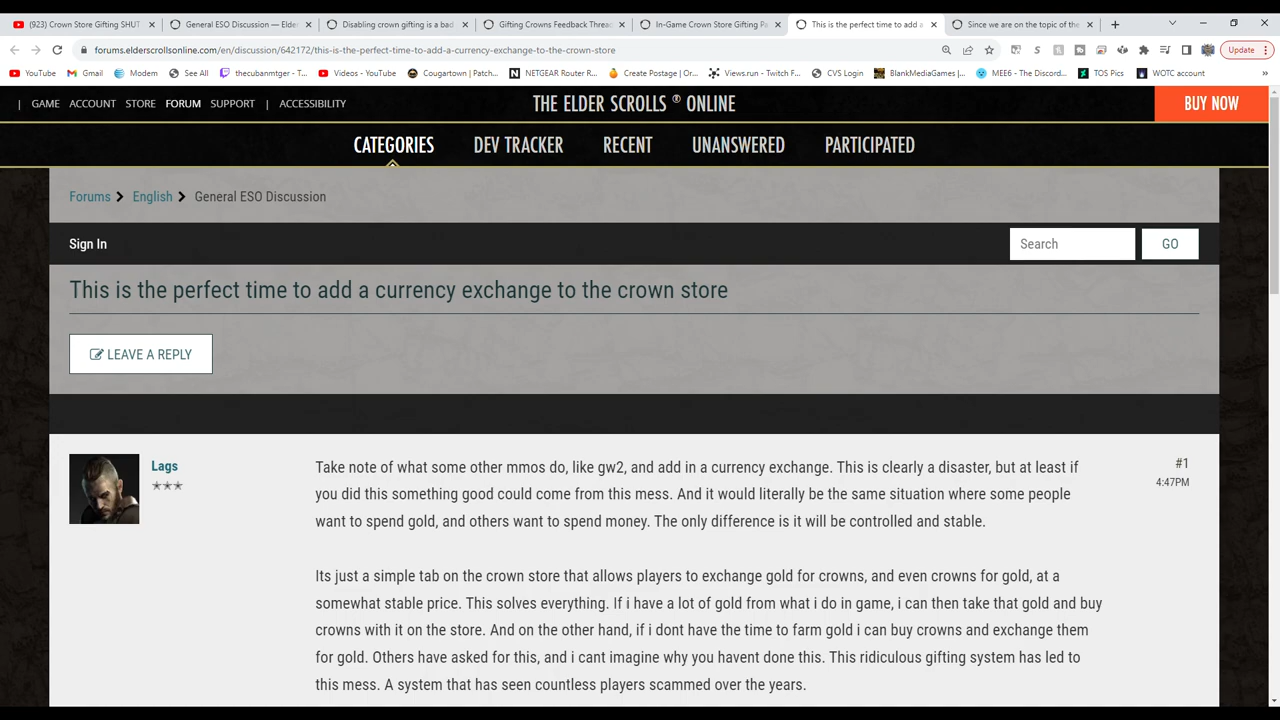 (923) Crown Store Gifting SHUT
General ESO Discussion — Elder
Disabling crown gifting is a bad
Gifting Crowns Feedback Thread
In-Game Crown Store Gifting Pa
This is the perfect time to add a
Since we are on the topic of the
forums.elderscrollsonline.com/en/discussion/642172/this-is-the-perfect-time-to-add-a-currency-exchange-to-the-crown-store
Update
YouTube
Gmail
Modem
See All
thecubanmtger - T...
Videos - YouTube
Cougartown | Patch...
NETGEAR Router R...
Create Postage | Or...
Views.run - Twitch F...
CVS Login
BlankMediaGames |...
MEE6 - The Discord...
TOS Pics
WOTC account
»
| GAME ACCOUNT STORE FORUM SUPPORT | ACCESSIBILITY
THE ELDER SCROLLS ® ONLINE
BUY NOW
CATEGORIES DEV TRACKER RECENT UNANSWERED PARTICIPATED
Forums > English > General ESO Discussion
Sign In
Search
GO
This is the perfect time to add a currency exchange to the crown store
LEAVE A REPLY
Lags
★★★
#1
4:47PM
Take note of what some other mmos do, like gw2, and add in a currency exchange. This is clearly a disaster, but at least if
you did this something good could come from this mess. And it would literally be the same situation where some people
want to spend gold, and others want to spend money. The only difference is it will be controlled and stable.
Its just a simple tab on the crown store that allows players to exchange gold for crowns, and even crowns for gold, at a
somewhat stable price. This solves everything. If i have a lot of gold from what i do in game, i can then take that gold and buy
crowns with it on the store. And on the other hand, if i dont have the time to farm gold i can buy crowns and exchange them
for gold. Others have asked for this, and i cant imagine why you havent done this. This ridiculous gifting system has led to
this mess. A system that has seen countless players scammed over the years.